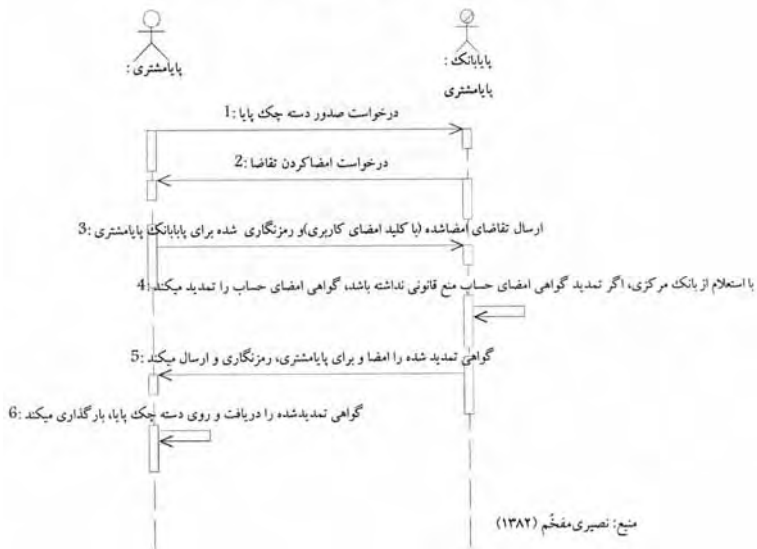 پایامشتری :
پایابانک :
پایامشتری
درخواست صدور دسته چک پایا :1
درخواست امضاکردن تقاضا :2
ارسال تقاضای امضاشده (با کلید امضای کاربری)و رمزنگاری شده برای پابابانک پایامشتری :3
با استعلام از بانک مرکزی، اگر تمدید گواهی امضای حساب منع قانونی نداشته باشد، گواهی امضای حساب را تمدید میکند :4
گواهی تمدید شده را امضا و برای پایامشتری، رمزنگاری و ارسال میکند :5
گواهی تمدیدشده را دریافت و روی دسته چک پایا، بارگذاری میکند :6
منبع: نصیری‌مفخّم (۱۳۸۲)